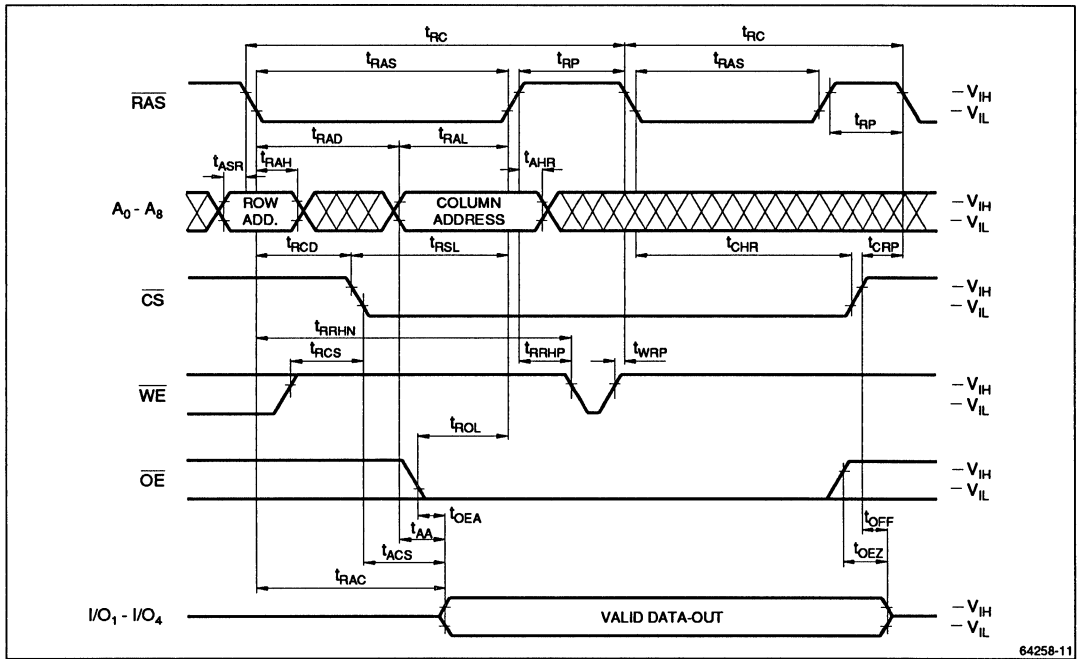 tRC tRC
tRAS tRP tRAS
RAS - VIH
- VIL
tRP
tRAD tRAL
tASR tRAH tAHR
A0 - A8 ROW ADD. COLUMN ADDRESS - VIH
- VIL
tRCD tRSL tCHR tCRP
CS - VIH
- VIL
tRRHN
tRCS tRRHP tWRP
WE - VIH
- VIL
tROL
OE - VIH
- VIL
tOEA tOFF
tAA
tACS tOEZ
tRAC
I/O1 - I/O4 VALID DATA-OUT - VIH
- VIL
64258-11